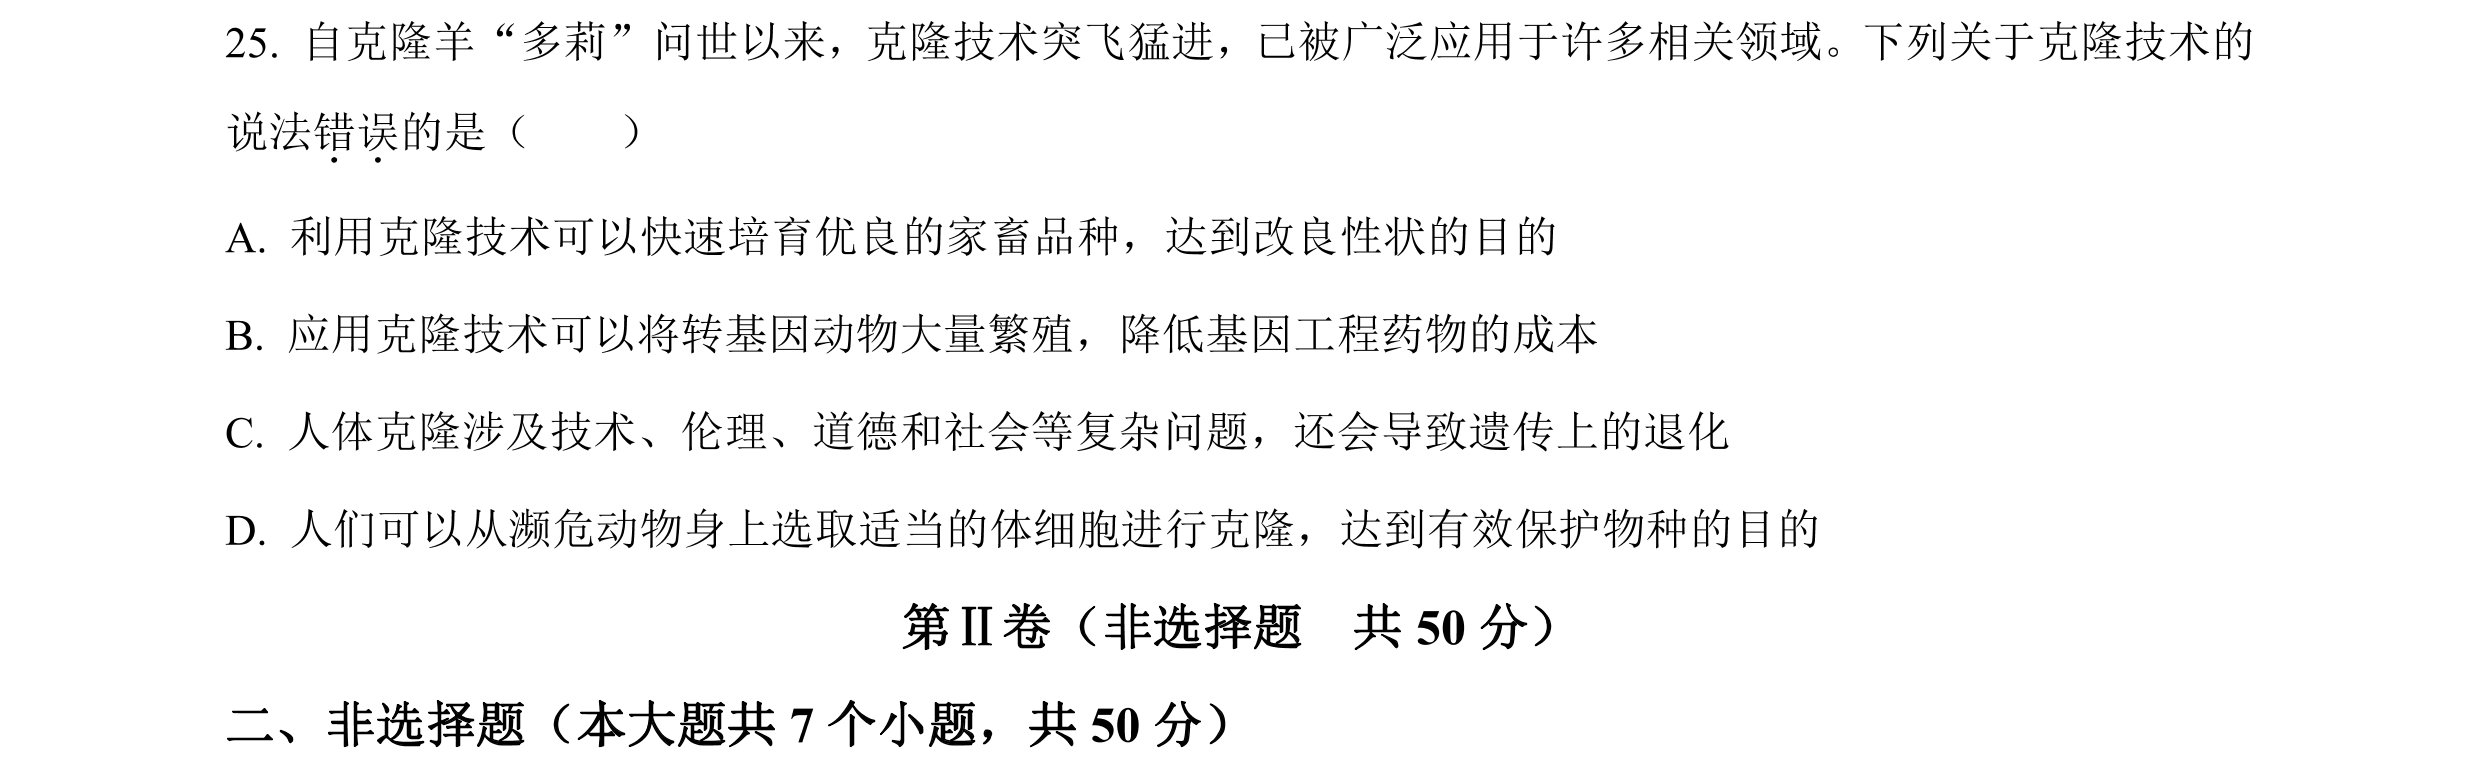 25. 自克隆羊“多莉”问世以来，克隆技术突飞猛进，已被广泛应用于许多相关领域。下列关于克隆技术的
说法错误的是（　　）
A. 利用克隆技术可以快速培育优良的家畜品种，达到改良性状的目的
B. 应用克隆技术可以将转基因动物大量繁殖，降低基因工程药物的成本
C. 人体克隆涉及技术、伦理、道德和社会等复杂问题，还会导致遗传上的退化
D. 人们可以从濒危动物身上选取适当的体细胞进行克隆，达到有效保护物种的目的
第Ⅱ卷（非选择题　共 50 分）
二、非选择题（本大题共 7 个小题，共 50 分）